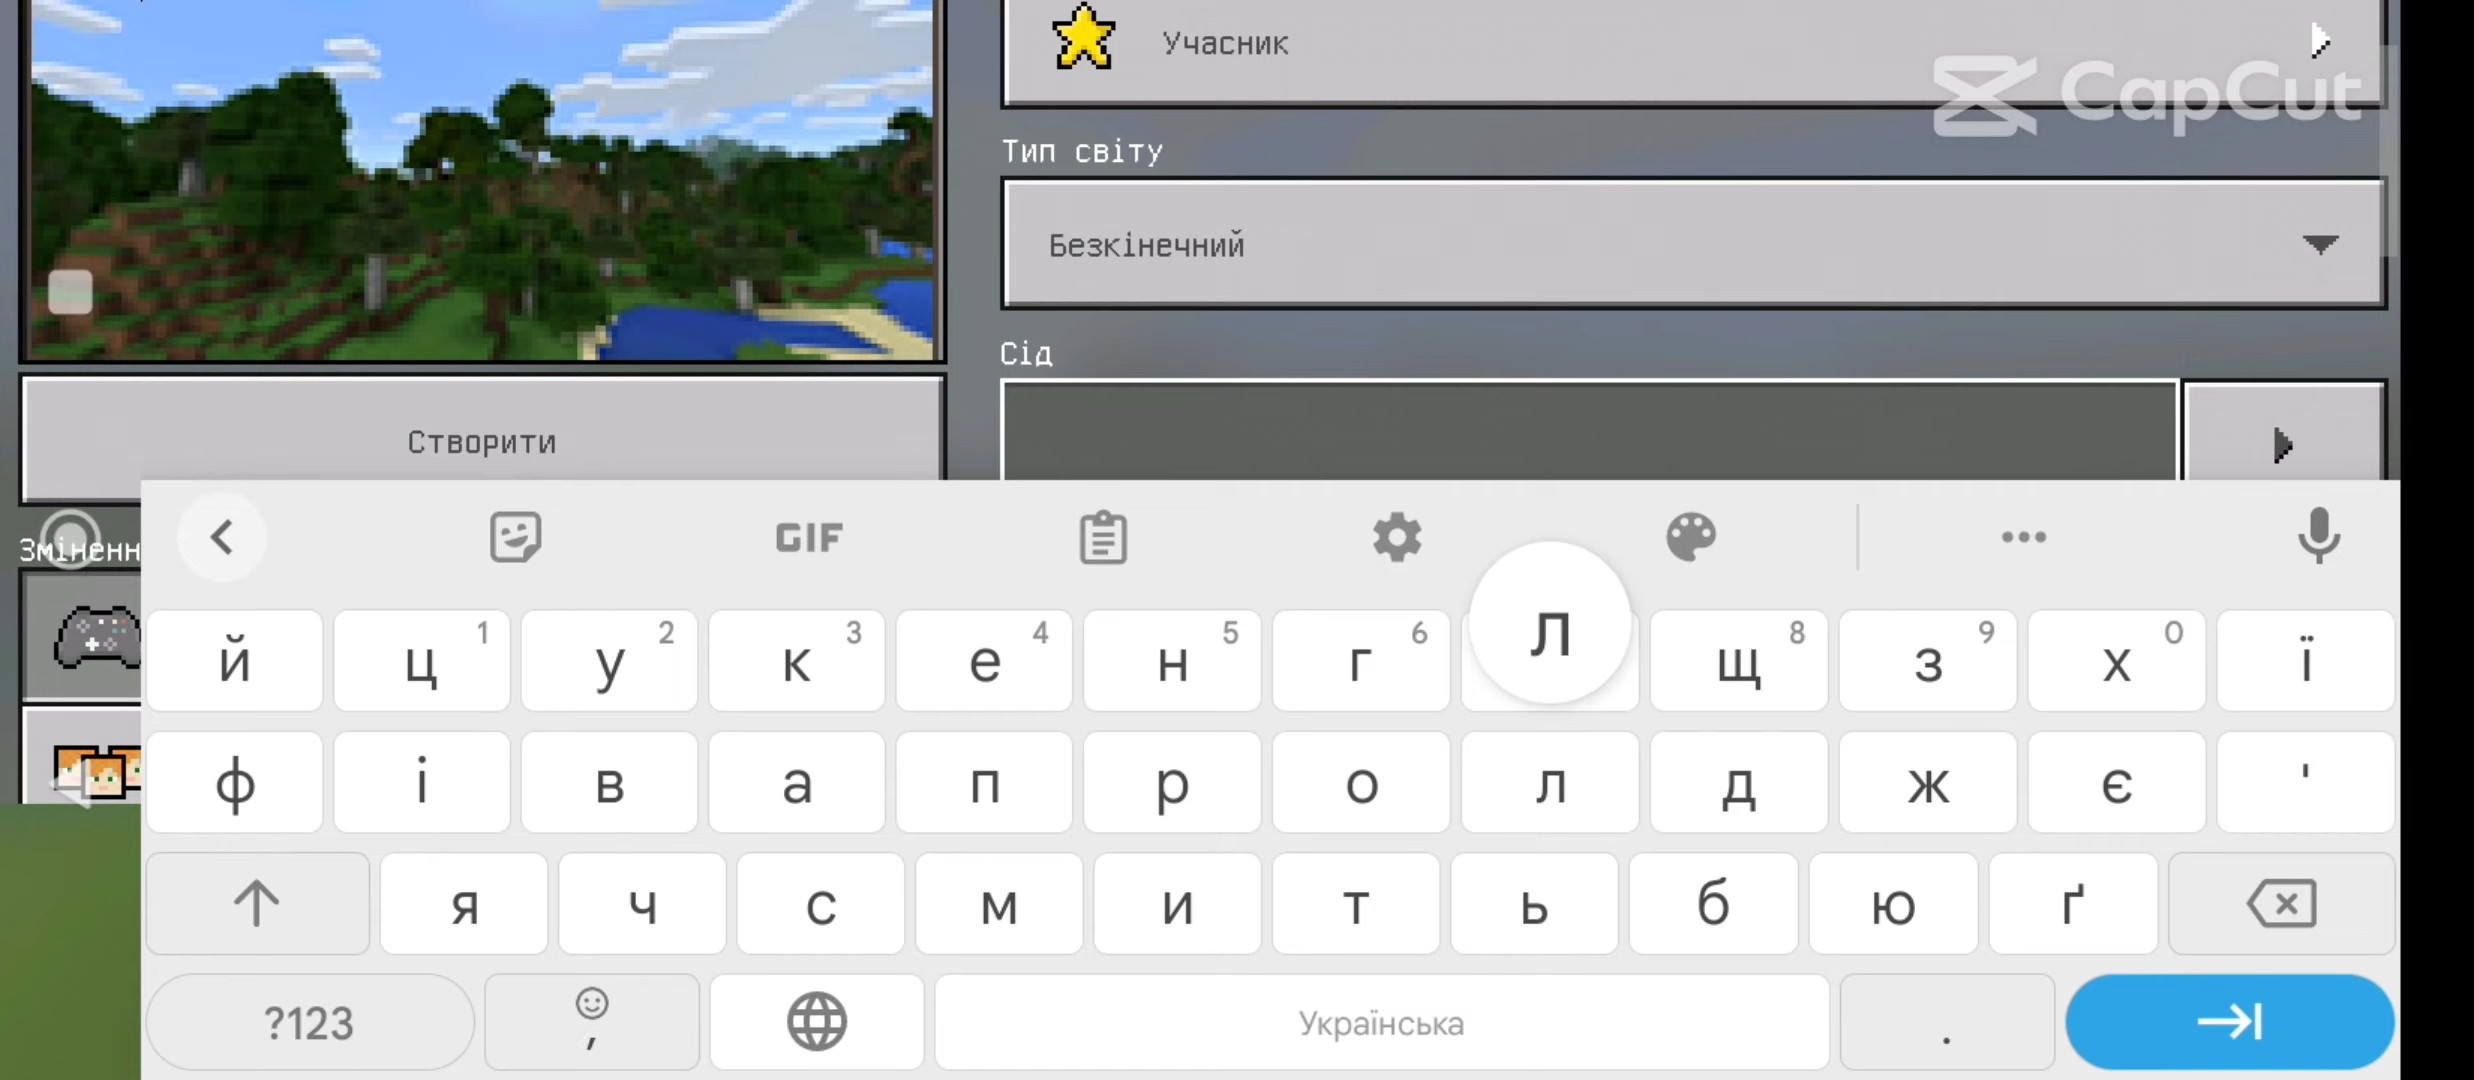 Учасник
CapCut
Тип світу
Безкінечний
Сід
Створити
Зміненн
GIF
й ц 1 у 2 к 3 е 4 н 5 г 6 л щ 8 з 9 х 0 ї
ф і в а п р о л д ж є '
я ч с м и т ь б ю ґ
?123 , Українська .